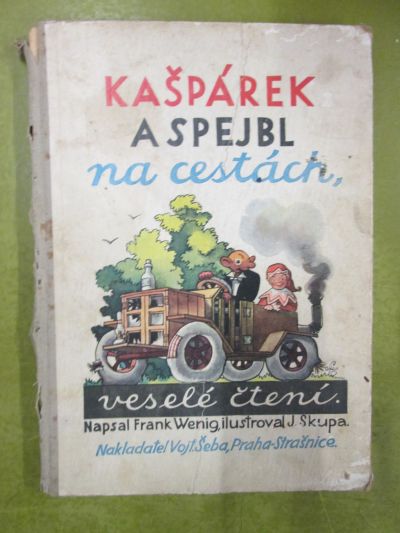 KAŠPÁREK
A SPEJBL
na cestách,
veselé čtení.
Napsal Frank Wenig, ilustroval J. Skupa.
Nakladatel Vojt. Šeba, Praha-Strašnice.